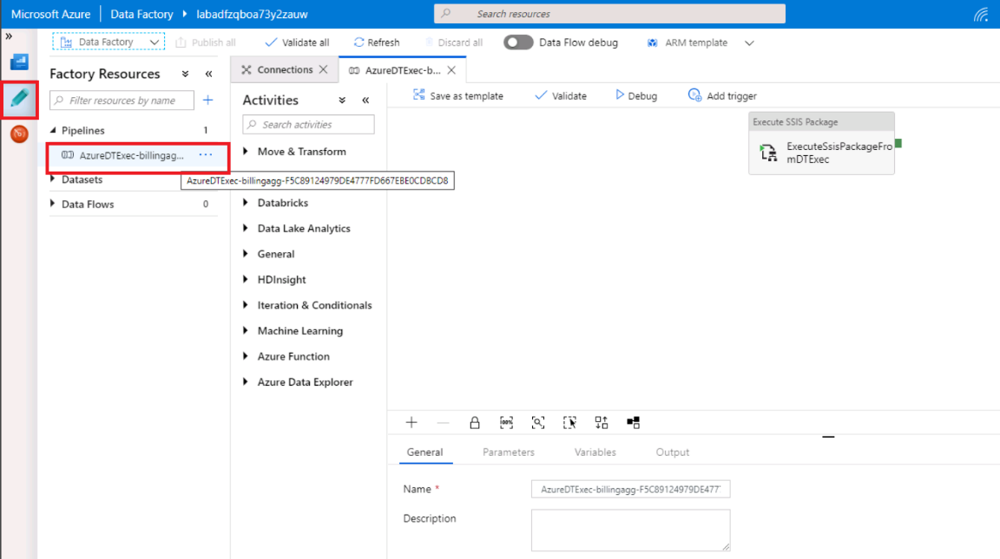 Microsoft Azure
Data Factory
labadfzqboa73y2zauw
Search resources
Data Factory
Publish all
Validate all
Refresh
Discard all
Data Flow debug
ARM template
Factory Resources
Filter resources by name
Pipelines 1
AzureDTExec-billingag...
Datasets
AzureDTExec-billingagg-F5C89124979DE4777FD667EBE0CDBCD8
Data Flows 0
Connections
AzureDTExec-b...
Activities
Search activities
Move & Transform
Databricks
Data Lake Analytics
General
HDInsight
Iteration & Conditionals
Machine Learning
Azure Function
Azure Data Explorer
Save as template
Validate
Debug
Add trigger
Execute SSIS Package
ExecuteSsisPackageFro
mDTExec
100%
General
Parameters
Variables
Output
Name *
AzureDTExec-billingagg-F5C89124979DE477
Description